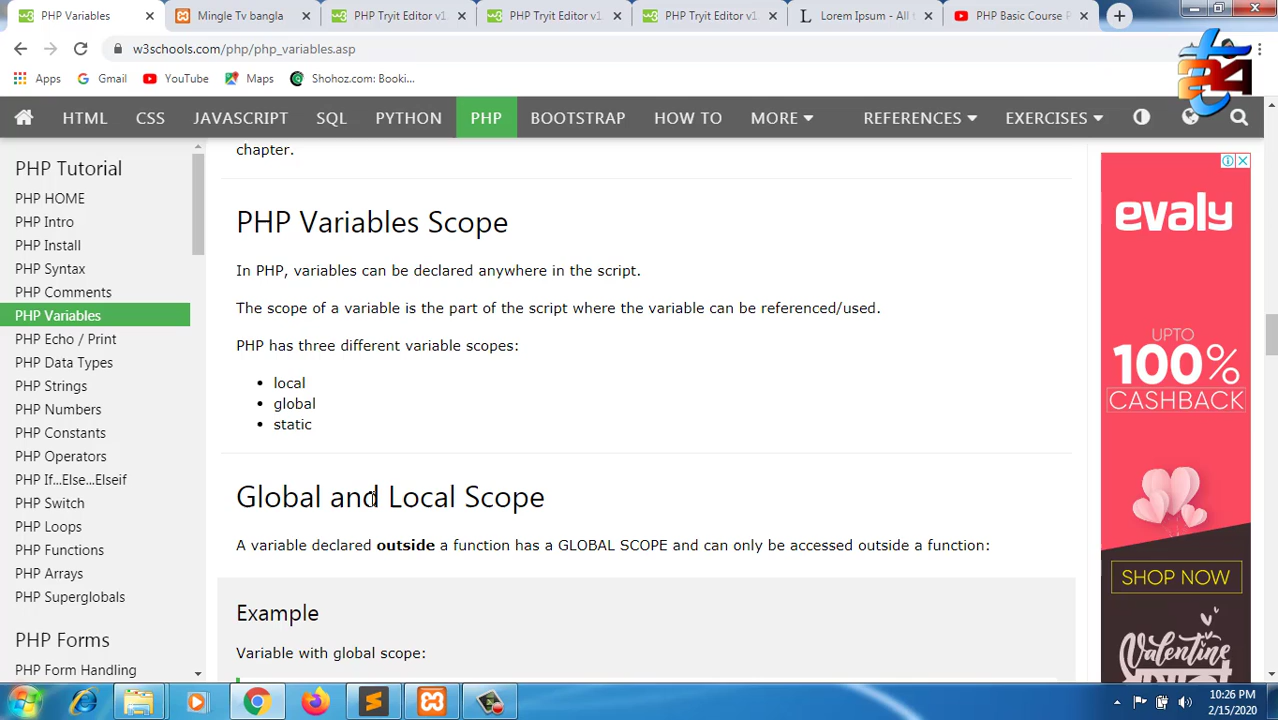 PHP Variables
Mingle Tv bangla
PHP Tryit Editor v1
PHP Tryit Editor v1
PHP Tryit Editor v1
Lorem Ipsum - All
PHP Basic Course P
w3schools.com/php/php_variables.asp
Apps
Gmail
YouTube
Maps
Shohoz.com: Booki...
HTML
CSS
JAVASCRIPT
SQL
PYTHON
PHP
BOOTSTRAP
HOW TO
MORE
REFERENCES
EXERCISES
PHP Tutorial
PHP HOME
PHP Intro
PHP Install
PHP Syntax
PHP Comments
PHP Variables
PHP Echo / Print
PHP Data Types
PHP Strings
PHP Numbers
PHP Constants
PHP Operators
PHP If...Else...Elseif
PHP Switch
PHP Loops
PHP Functions
PHP Arrays
PHP Superglobals
PHP Forms
PHP Form Handling
chapter.
PHP Variables Scope
In PHP, variables can be declared anywhere in the script.
The scope of a variable is the part of the script where the variable can be referenced/used.
PHP has three different variable scopes:
• local
• global
• static
Global and Local Scope
A variable declared outside a function has a GLOBAL SCOPE and can only be accessed outside a function:
Example
Variable with global scope:
evaly
UPTO
100%
CASHBACK
SHOP NOW
Valentine
10:26 PM
2/15/2020